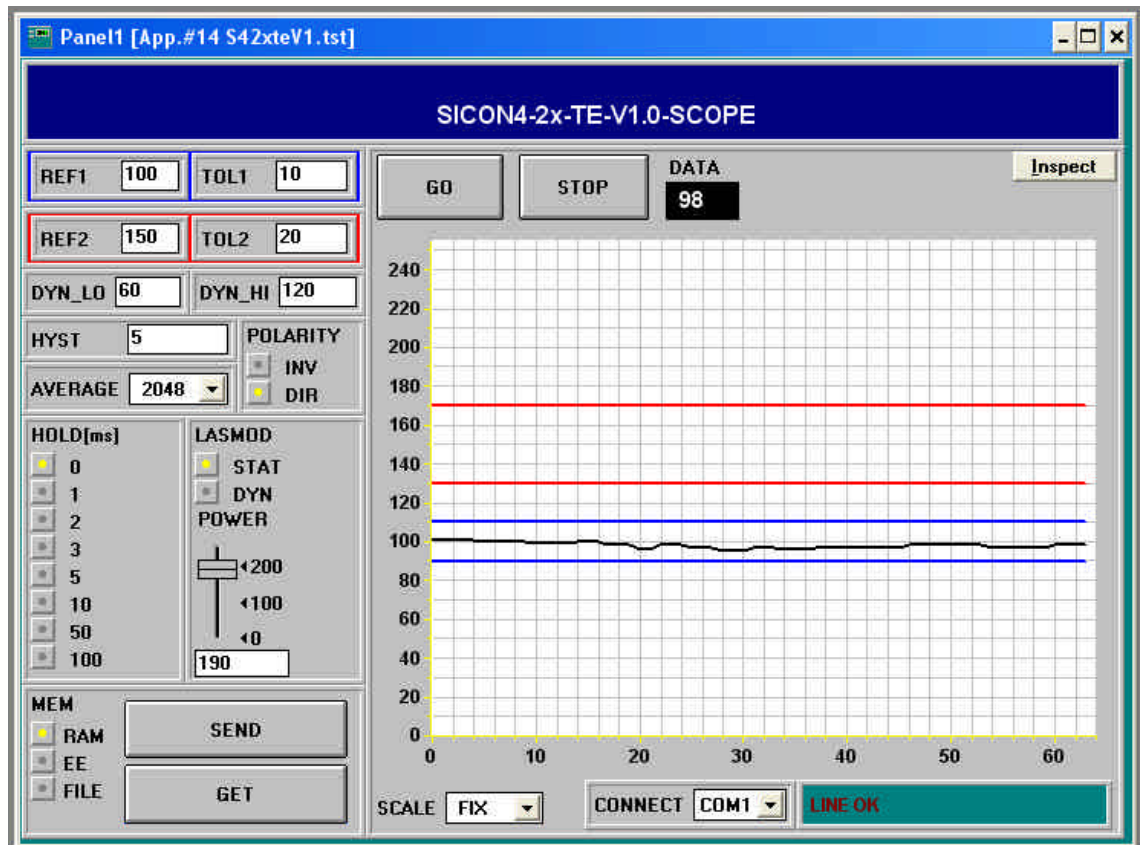 Panel1 [App.#14 S42xteV1.tst]
SICON4-2x-TE-V1.0-SCOPE
REF1 100 TOL1 10
REF2 150 TOL2 20
DYN_LO 60 DYN_HI 120
HYST 5
POLARITY
INV
DIR
AVERAGE 2048
HOLD[ms]
0
1
2
3
5
10
50
100
LASMOD
STAT
DYN
POWER
200
100
0
190
MEM
RAM
EE
FILE
SEND
GET
GO
STOP
DATA
98
Inspect
240
220
200
180
160
140
120
100
80
60
40
20
0
0 10 20 30 40 50 60
SCALE FIX
CONNECT COM1
LINE OK